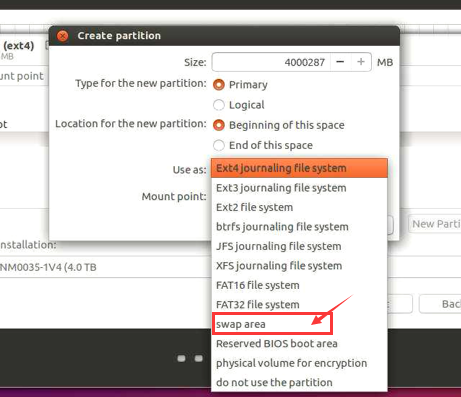 Create partition
(ext4)
MB
unt point
Size:
4000287
MB
Type for the new partition:
Primary
Logical
Location for the new partition:
Beginning of this space
End of this space
Use as:
Ext4 journaling file system
Ext3 journaling file system
Mount point:
Ext2 file system
btrfs journaling file system
New Parti
JFS journaling file system
nstallation:
XFS journaling file system
NM0035-1V4 (4.0 TB
FAT16 file system
FAT32 file system
Bac
swap area
Reserved BIOS boot area
physical volume for encryption
do not use the partition